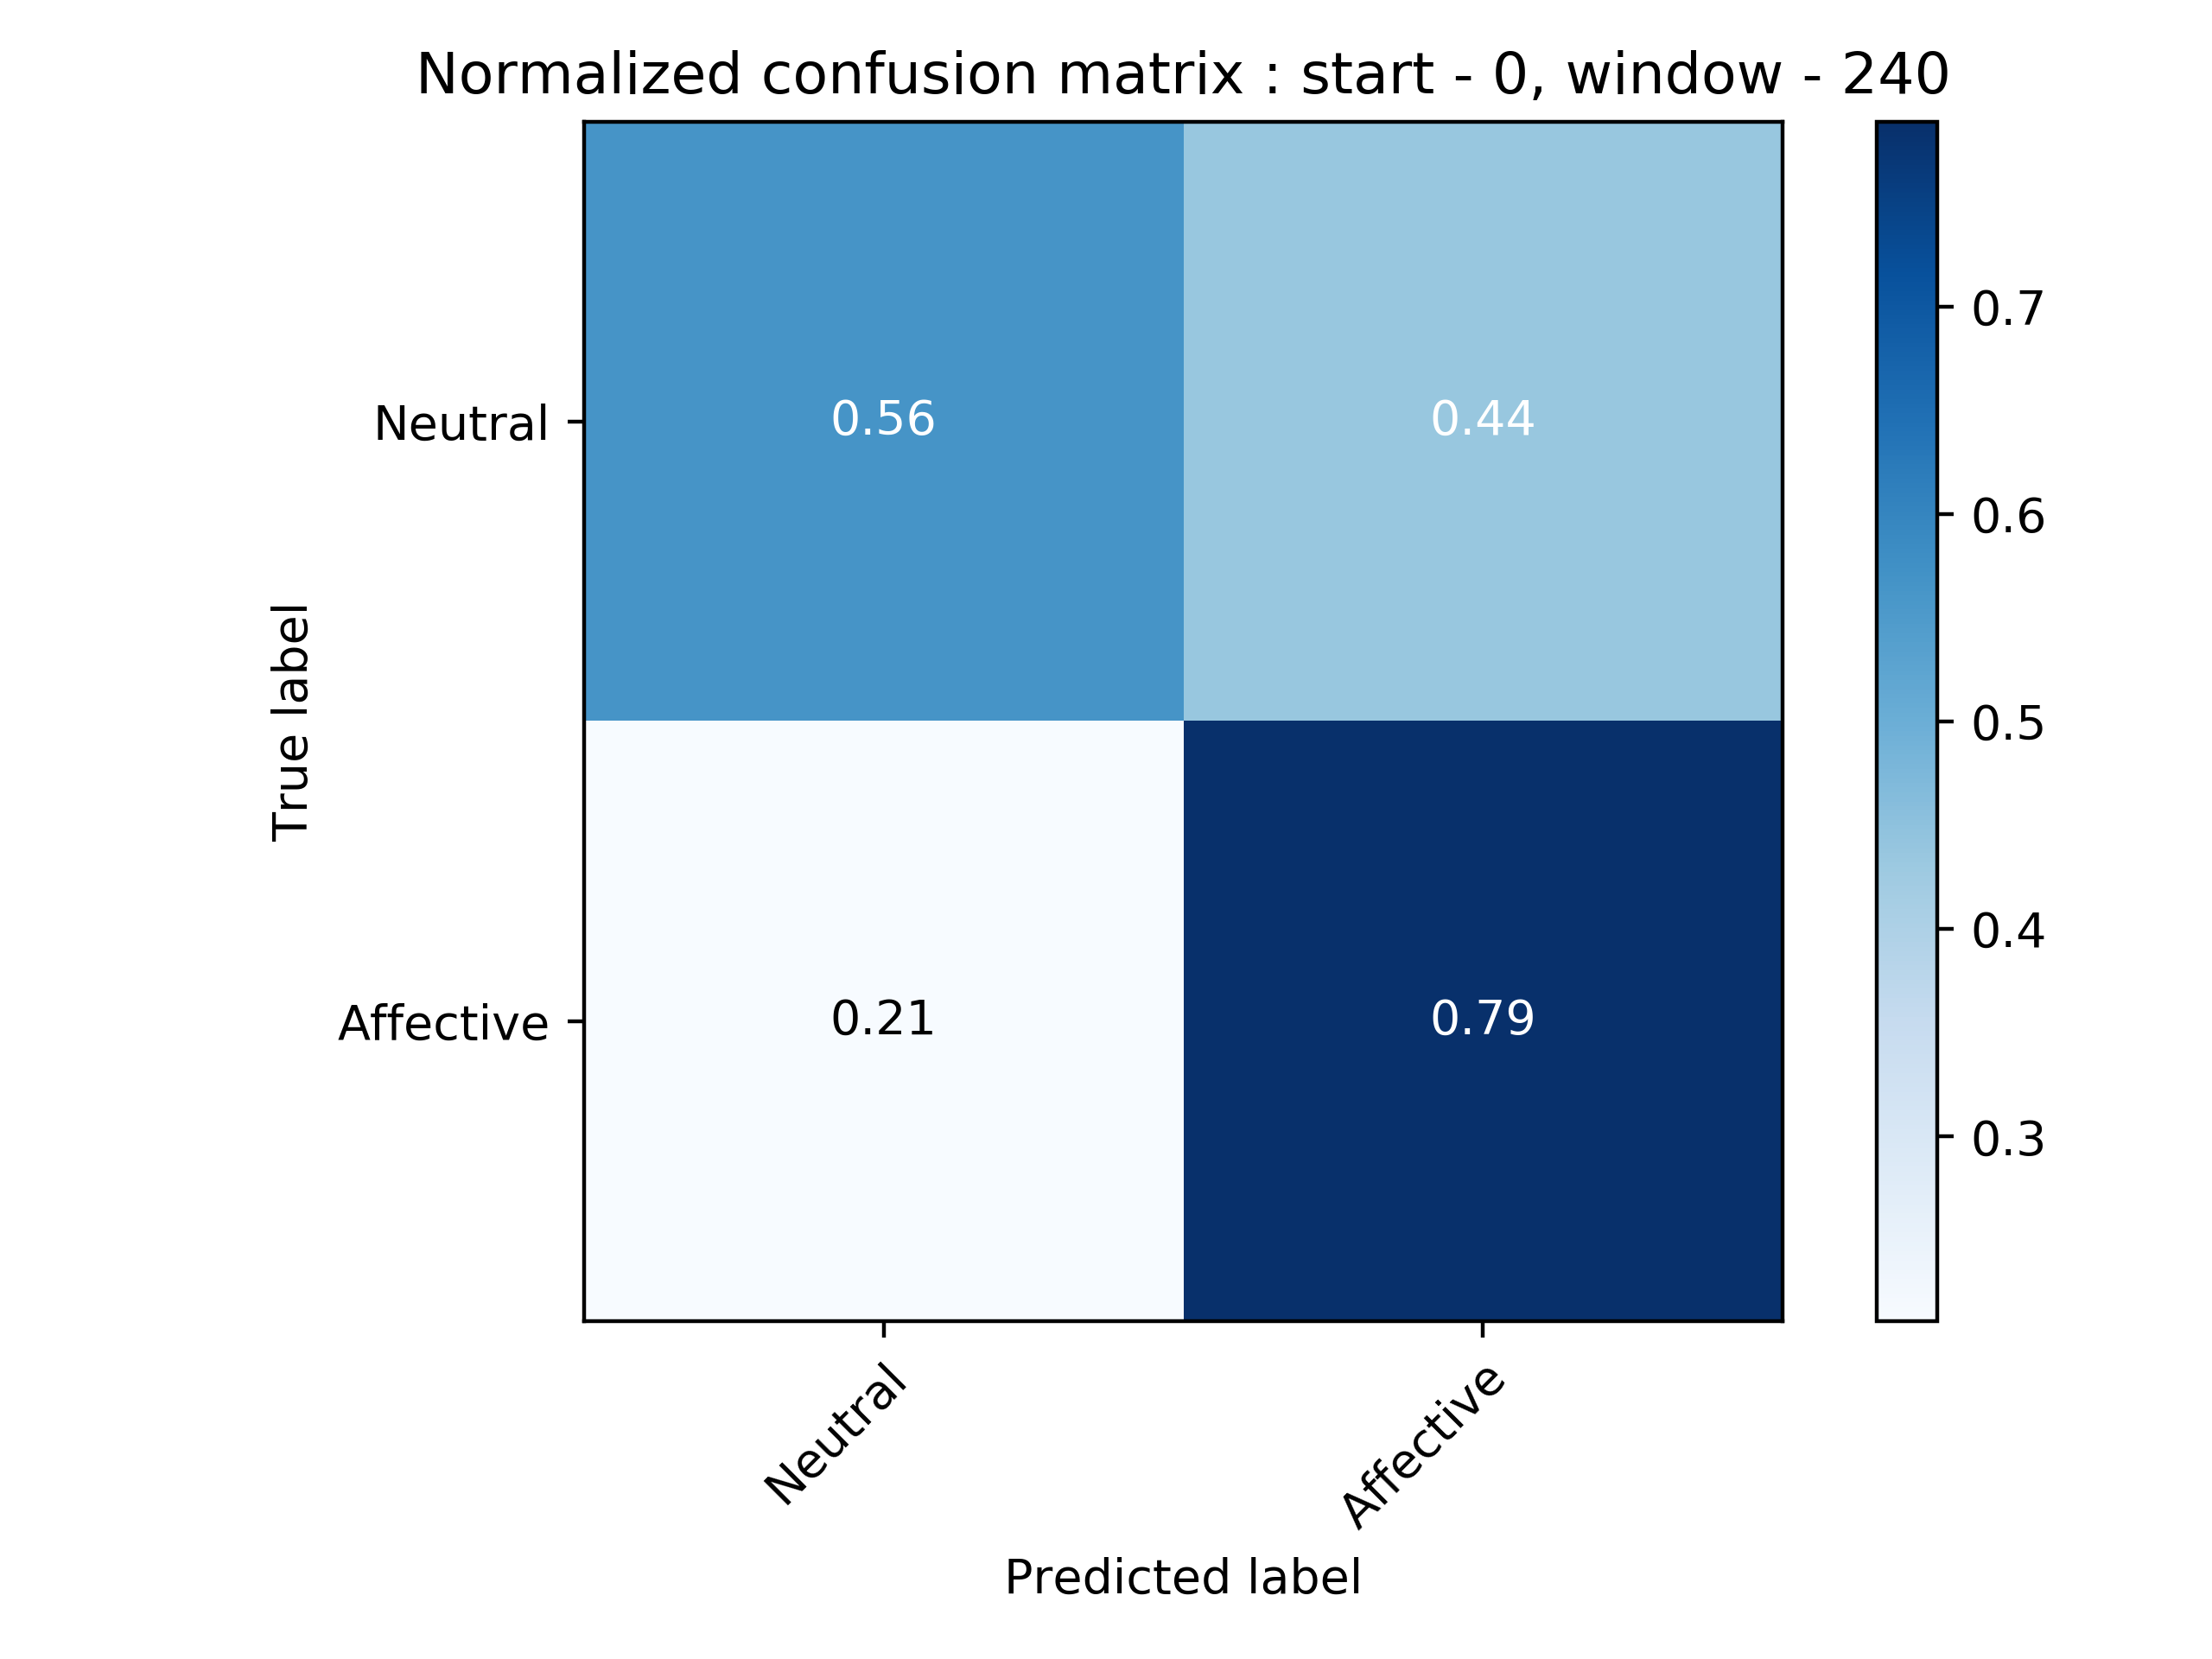 Normalized confusion matrix : start - 0, window - 240
True label
Neutral
0.56
0.44
Affective
0.21
0.79
Neutral
Affective
Predicted label
0.7
0.6
0.5
0.4
0.3